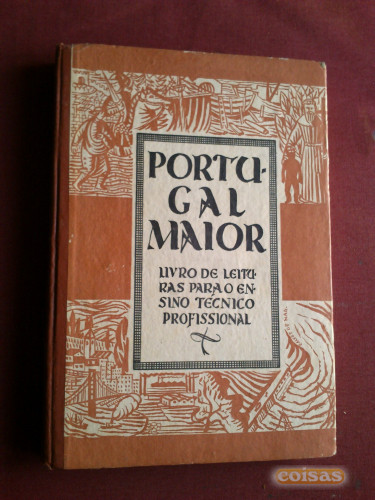 PORTU-
GAL
MAIOR
LIVRO DE LEITU-
RAS PARA O EN-
SINO TÉCNICO
PROFISSIONAL
coisas